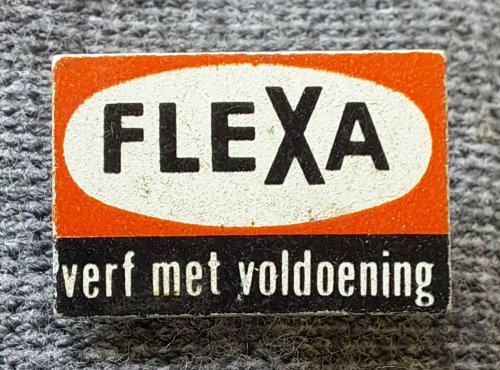 FLEXA
verf met voldoening